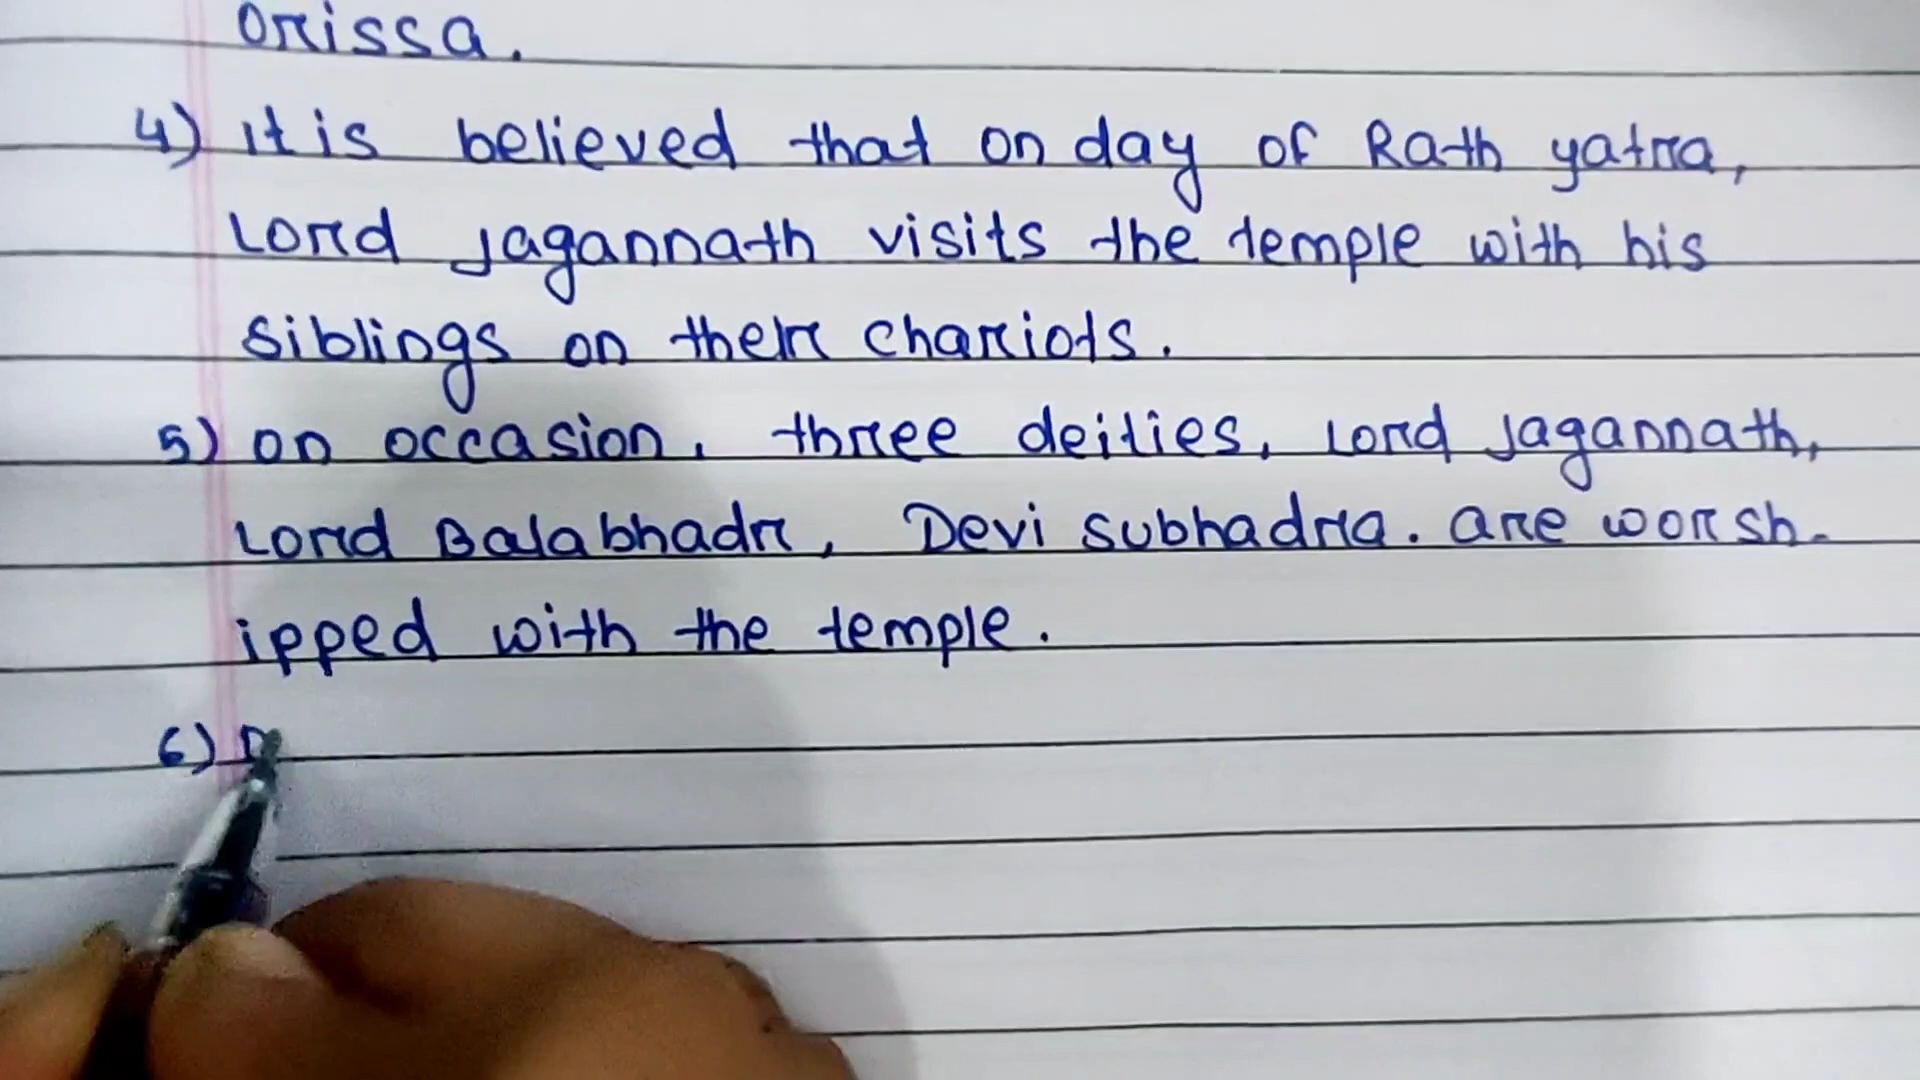 Orissa.
4) It is believed that on day of Rath yatra,
Lord Jagannath visits the temple with his
siblings on their chariots.
5) on occasion, three deities, Lord Jagannath,
Lord Balabhadr, Devi subhadra. are worsh-
ipped with the temple.
6)